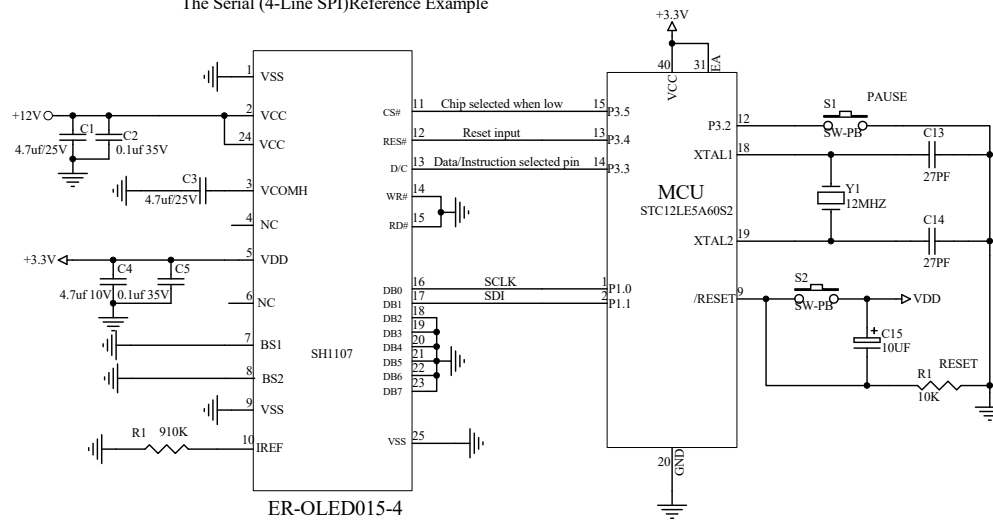 The Serial (4-Line SPI)Reference Example
1 VSS
+12V
2 VCC
24 VCC
C1
4.7uf/25V
C2
0.1uf 35V
C3
4.7uf/25V
3 VCOMH
4 NC
+3.3V
5 VDD
C4
4.7uf 10V
C5
0.1uf 35V
6 NC
7 BS1
8 BS2
9 VSS
R1 910K
10 IREF
SH1107
ER-OLED015-4
CS# 11 Chip selected when low 15 P3.5
RES# 12 Reset input 13 P3.4
D/C 13 Data/Instruction selected pin 14 P3.3
WR# 14
RD# 15
DB0 16 SCLK 1 P1.0
DB1 17 SDI 2 P1.1
DB2 18
DB3 19
DB4 20
DB5 21
DB6 22
DB7 23
VSS 25
+3.3V
40 VCC
31 EA
MCU
STC12LE5A60S2
20 GND
P3.2 12
S1 PAUSE
SW-PB
XTAL1 18
C13
27PF
Y1
12MHZ
XTAL2 19
C14
27PF
/RESET 9
S2
SW-PB
VDD
+
C15
10UF
RESET
R1
10K